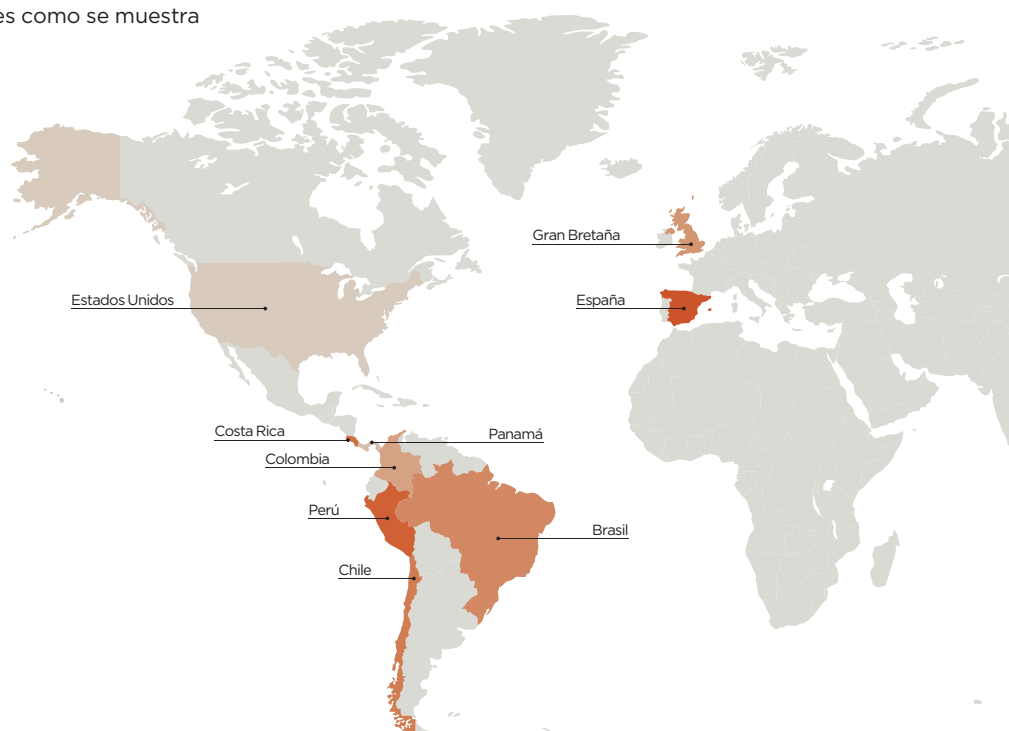 es como se muestra
Gran Bretaña
Estados Unidos
España
Costa Rica
Panamá
Colombia
Perú
Brasil
Chile